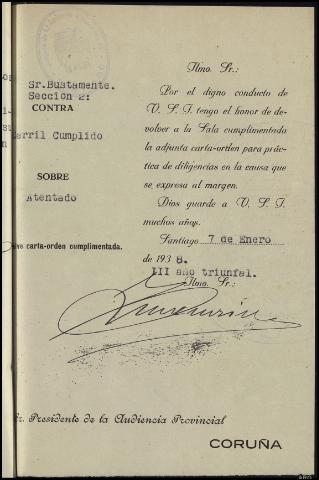 Sr.Bustamente.
Sección 2:
CONTRA
arril Cumplido
SOBRE
Atentado
carta-orden cumplimentada.
Ilmo. Sr.:
Por el digno conducto de
V. S. I. tengo el honor de de-
volver a la Sala cumplimentada
la adjunta carta-orden para prác-
tica de diligencias en la causa que
se expresa al margen.
Dios guarde a V. S. I.
muchos años.
Santiago 7 de Enero
de 1938.
III año triunfal.
Ilmo. Sr.:
Sr. Presidente de la Audiencia Provincial
CORUÑA